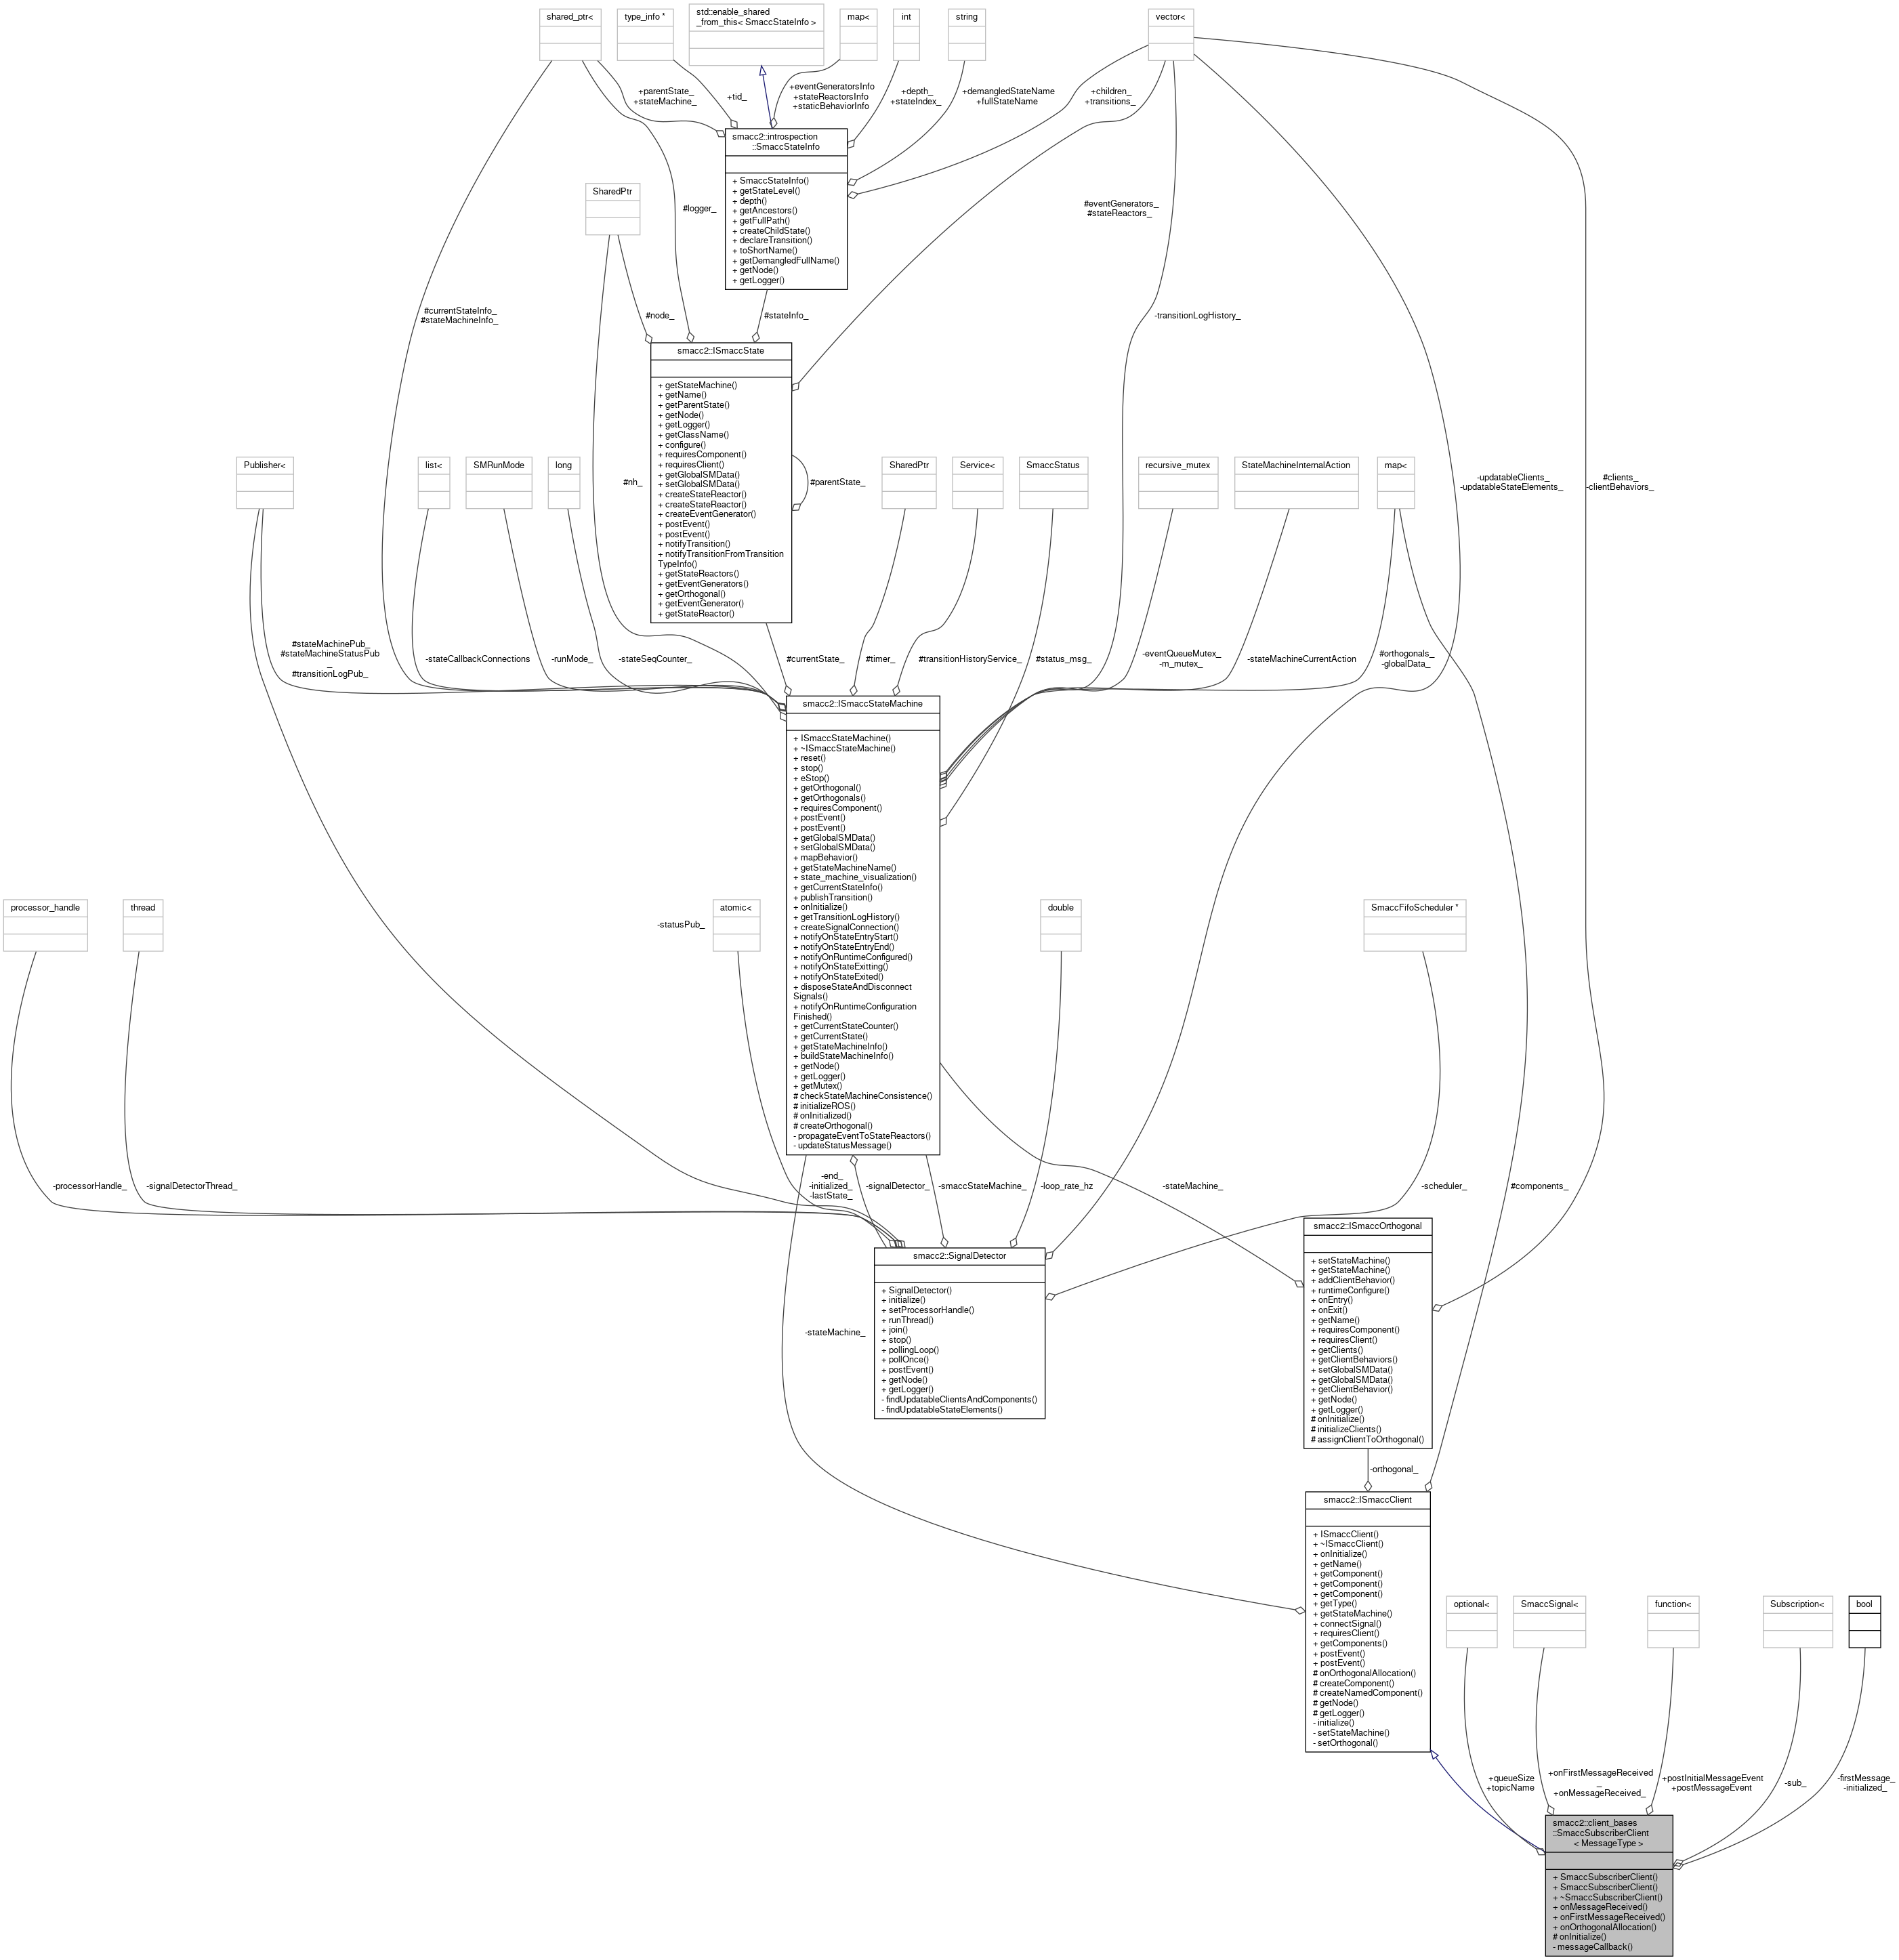 shared_ptr<
type_info *
std::enable_shared
_from_this< SmaccStateInfo >
map<
int
string
vector<
+parentState_
+stateMachine_
+tid_
+eventGeneratorsInfo
+stateReactorsInfo
+staticBehaviorInfo
+depth_
+stateIndex_
+demangledStateName
+fullStateName
+children_
+transitions_
smacc2::introspection
::SmaccStateInfo
+ SmaccStateInfo()
+ getStateLevel()
+ depth()
+ getAncestors()
+ getFullPath()
+ createChildState()
+ declareTransition()
+ toShortName()
+ getDemangledFullName()
+ getNode()
+ getLogger()
SharedPtr
#logger_
#eventGenerators_
#stateReactors_
#currentStateInfo_
#stateMachineInfo_
#node_
#stateInfo_
-transitionLogHistory_
smacc2::ISmaccState
+ getStateMachine()
+ getName()
+ getParentState()
+ getNode()
+ getLogger()
+ getClassName()
+ configure()
+ requiresComponent()
+ requiresClient()
+ getGlobalSMData()
+ setGlobalSMData()
+ createStateReactor()
+ createStateReactor()
+ createEventGenerator()
+ postEvent()
+ postEvent()
+ notifyTransition()
+ notifyTransitionFromTransition
TypeInfo()
+ getStateReactors()
+ getEventGenerators()
+ getOrthogonal()
+ getEventGenerator()
+ getStateReactor()
Publisher<
list<
SMRunMode
long
#nh_
#parentState_
SharedPtr
Service<
SmaccStatus
recursive_mutex
StateMachineInternalAction
map<
-updatableClients_
-updatableStateElements_
#clients_
-clientBehaviors_
#stateMachinePub_
#stateMachineStatusPub
_
#transitionLogPub_
-stateCallbackConnections
-runMode_
-stateSeqCounter_
#currentState_
#timer_
#transitionHistoryService_
#status_msg_
-eventQueueMutex_
-m_mutex_
-stateMachineCurrentAction
#orthogonals_
-globalData_
smacc2::ISmaccStateMachine
+ ISmaccStateMachine()
+ ~ISmaccStateMachine()
+ reset()
+ stop()
+ eStop()
+ getOrthogonal()
+ getOrthogonals()
+ requiresComponent()
+ postEvent()
+ postEvent()
+ getGlobalSMData()
+ setGlobalSMData()
+ mapBehavior()
+ getStateMachineName()
+ state_machine_visualization()
+ getCurrentStateInfo()
+ publishTransition()
+ onInitialize()
+ getTransitionLogHistory()
+ createSignalConnection()
+ notifyOnStateEntryStart()
+ notifyOnStateEntryEnd()
+ notifyOnRuntimeConfigured()
+ notifyOnStateExitting()
+ notifyOnStateExited()
+ disposeStateAndDisconnect
Signals()
+ notifyOnRuntimeConfiguration
Finished()
+ getCurrentStateCounter()
+ getCurrentState()
+ getStateMachineInfo()
+ buildStateMachineInfo()
+ getNode()
+ getLogger()
+ getMutex()
# checkStateMachineConsistence()
# initializeROS()
# onInitialized()
# createOrthogonal()
- propagateEventToStateReactors()
- updateStatusMessage()
processor_handle
thread
-statusPub_
atomic<
double
SmaccFifoScheduler *
-processorHandle_
-signalDetectorThread_
-end_
-initialized_
-lastState_
-signalDetector_
-smaccStateMachine_
-loop_rate_hz
-stateMachine_
-scheduler_
#components_
smacc2::SignalDetector
+ SignalDetector()
+ initialize()
+ setProcessorHandle()
+ runThread()
+ join()
+ stop()
+ pollingLoop()
+ pollOnce()
+ postEvent()
+ getNode()
+ getLogger()
- findUpdatableClientsAndComponents()
- findUpdatableStateElements()
smacc2::ISmaccOrthogonal
+ setStateMachine()
+ getStateMachine()
+ addClientBehavior()
+ runtimeConfigure()
+ onEntry()
+ onExit()
+ getName()
+ requiresComponent()
+ requiresClient()
+ getClients()
+ getClientBehaviors()
+ setGlobalSMData()
+ getGlobalSMData()
+ getClientBehavior()
+ getNode()
+ getLogger()
# onInitialize()
# initializeClients()
# assignClientToOrthogonal()
-stateMachine_
-orthogonal_
smacc2::ISmaccClient
+ ISmaccClient()
+ ~ISmaccClient()
+ onInitialize()
+ getName()
+ getComponent()
+ getComponent()
+ getComponent()
+ getType()
+ getStateMachine()
+ connectSignal()
+ requiresClient()
+ getComponents()
+ postEvent()
+ postEvent()
# onOrthogonalAllocation()
# createComponent()
# createNamedComponent()
# getNode()
# getLogger()
- initialize()
- setStateMachine()
- setOrthogonal()
optional<
SmaccSignal<
function<
Subscription<
bool
+queueSize
+topicName
+onFirstMessageReceived
_
+onMessageReceived_
+postInitialMessageEvent
+postMessageEvent
-sub_
-firstMessage_
-initialized_
smacc2::client_bases
::SmaccSubscriberClient
< MessageType >
+ SmaccSubscriberClient()
+ SmaccSubscriberClient()
+ ~SmaccSubscriberClient()
+ onMessageReceived()
+ onFirstMessageReceived()
+ onOrthogonalAllocation()
# onInitialize()
- messageCallback()